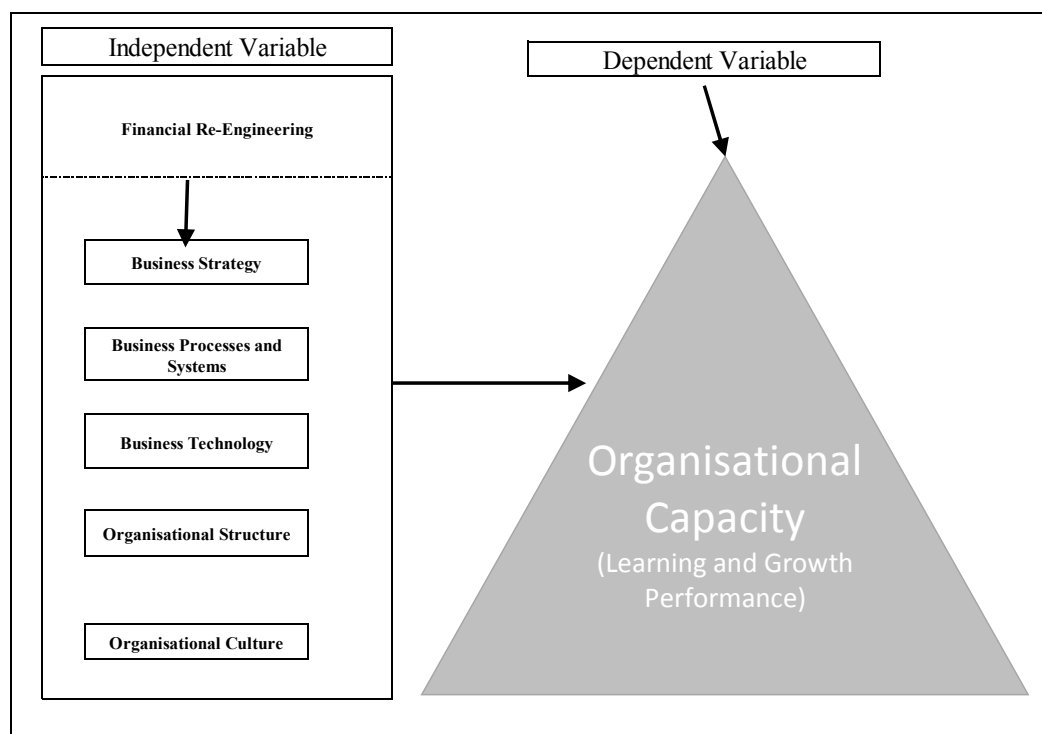 Independent Variable
Financial Re-Engineering
Business Strategy
Business Processes and
Systems
Business Technology
Organisational Structure
Organisational Culture
Dependent Variable
Organisational
Capacity
(Learning and Growth
Performance)